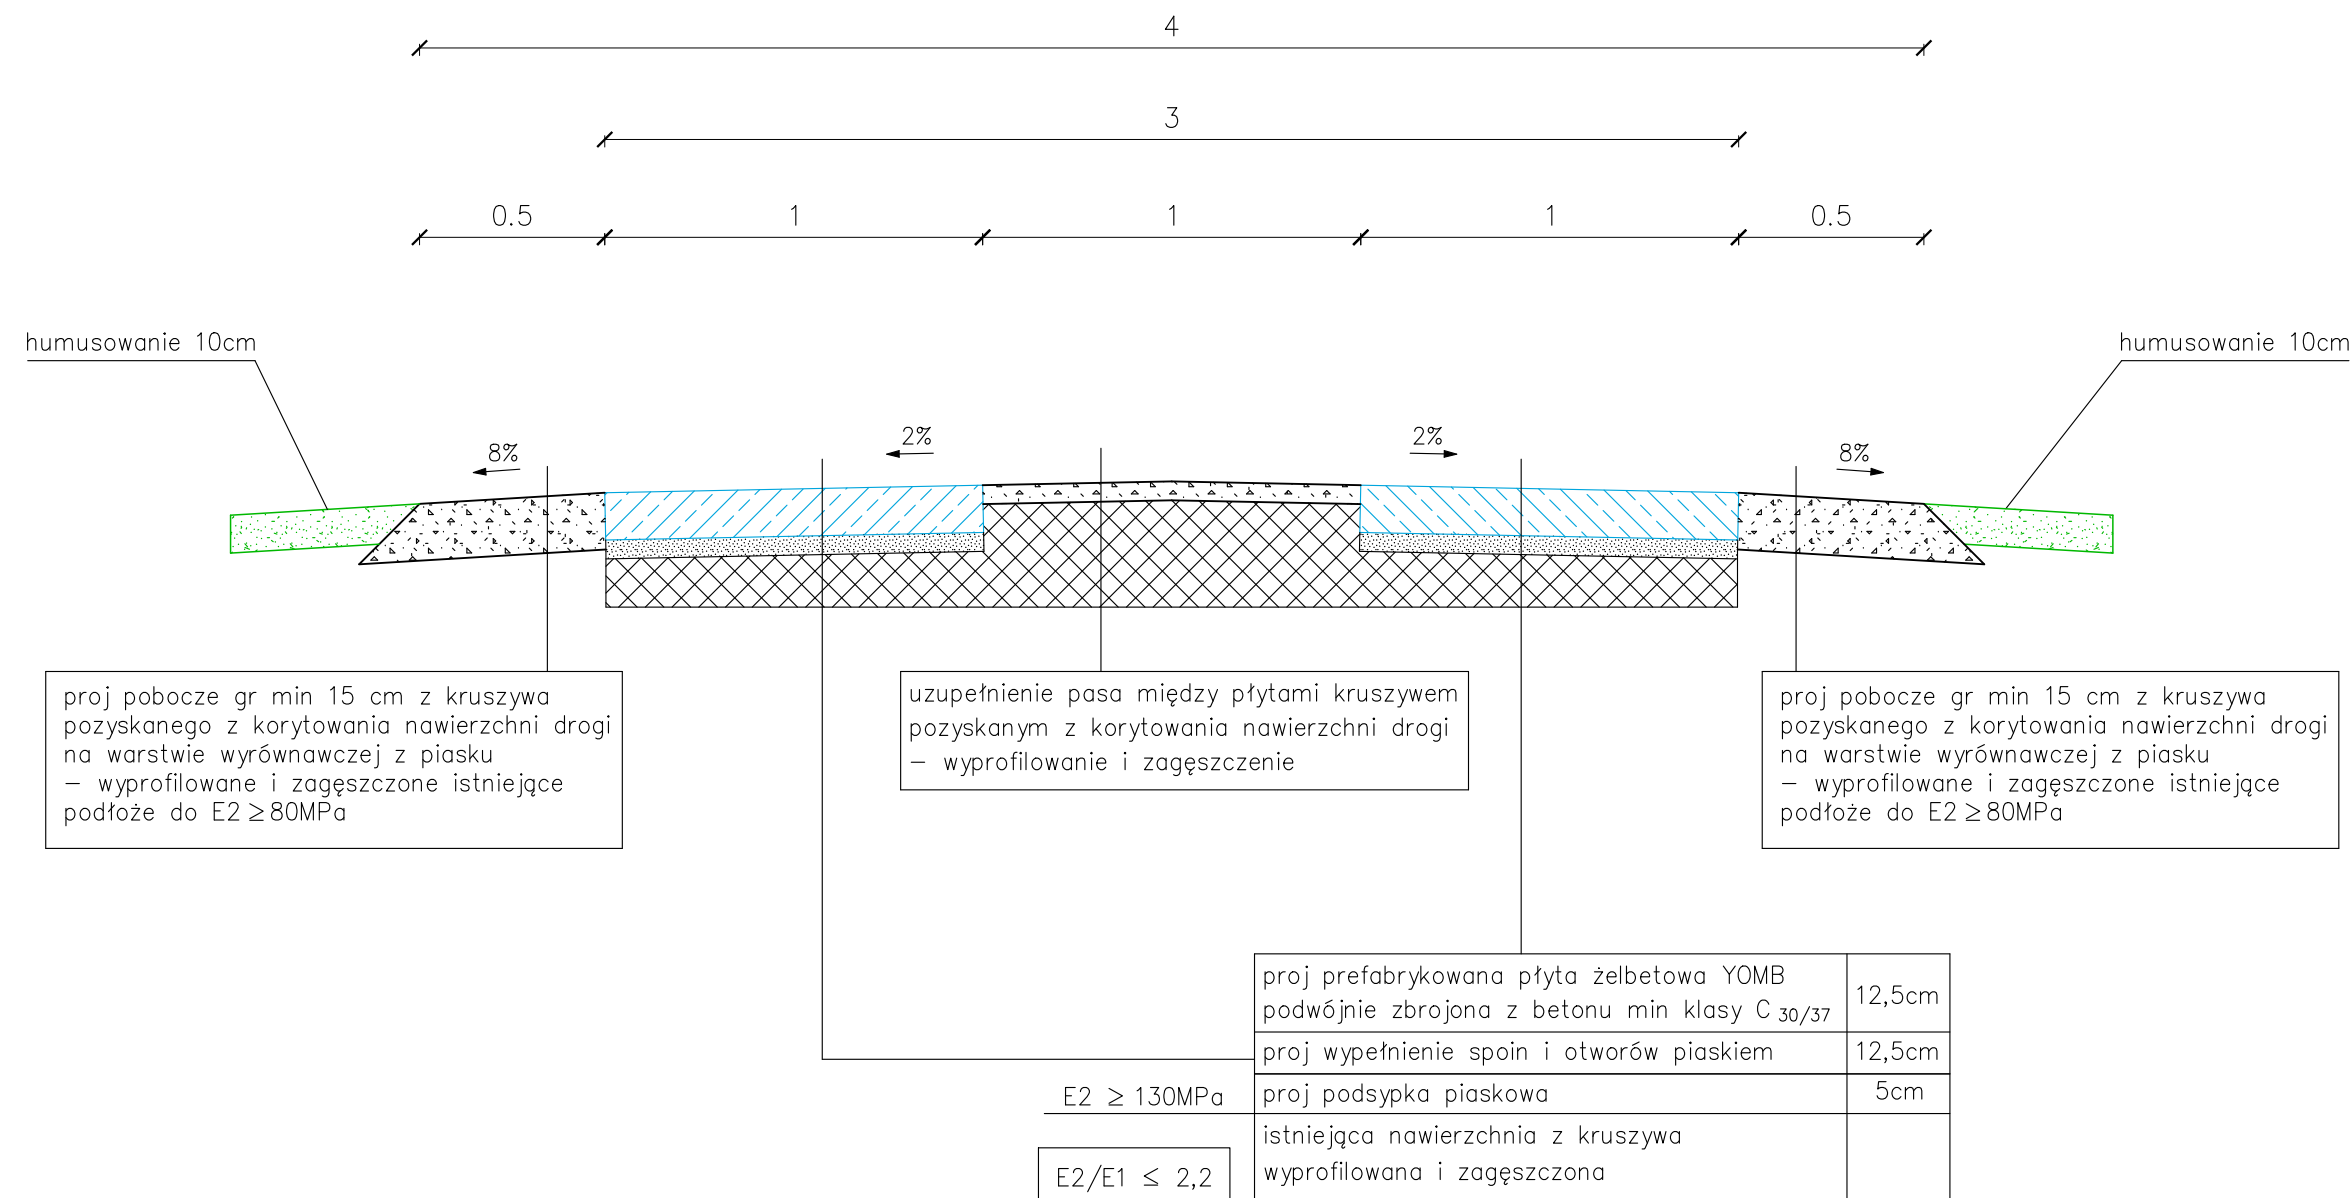 4
3
0.5 1 1 1 0.5
humusowanie 10cm
humusowanie 10cm
8% 2% 2% 8%
proj pobocze gr min 15 cm z kruszywa
pozyskanego z korytowania nawierzchni drogi
na warstwie wyrównawczej z piasku
– wyprofilowane i zagęszczone istniejące
podłoże do E2 ≥ 80MPa
uzupełnienie pasa między płytami kruszywem
pozyskanym z korytowania nawierzchni drogi
– wyprofilowanie i zagęszczenie
proj pobocze gr min 15 cm z kruszywa
pozyskanego z korytowania nawierzchni drogi
na warstwie wyrównawczej z piasku
– wyprofilowane i zagęszczone istniejące
podłoże do E2 ≥ 80MPa
proj prefabrykowana płyta żelbetowa YOMB
podwójnie zbrojona z betonu min klasy C 30/37
12,5cm
proj wypełnienie spoin i otworów piaskiem 12,5cm
E2 ≥ 130MPa
proj podsypka piaskowa 5cm
istniejąca nawierzchnia z kruszywa
wyprofilowana i zagęszczona
E2/E1 ≤ 2,2